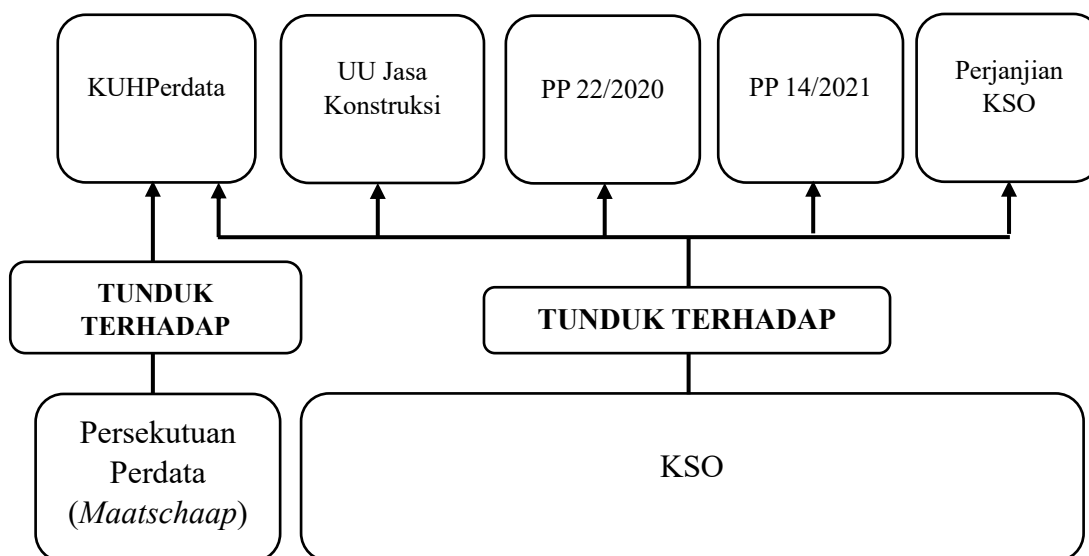 KUHPerdata
UU Jasa
Konstruksi
PP 22/2020
PP 14/2021
Perjanjian
KSO
TUNDUK
TERHADAP
TUNDUK TERHADAP
Persekutuan
Perdata
(Maatschaap)
KSO